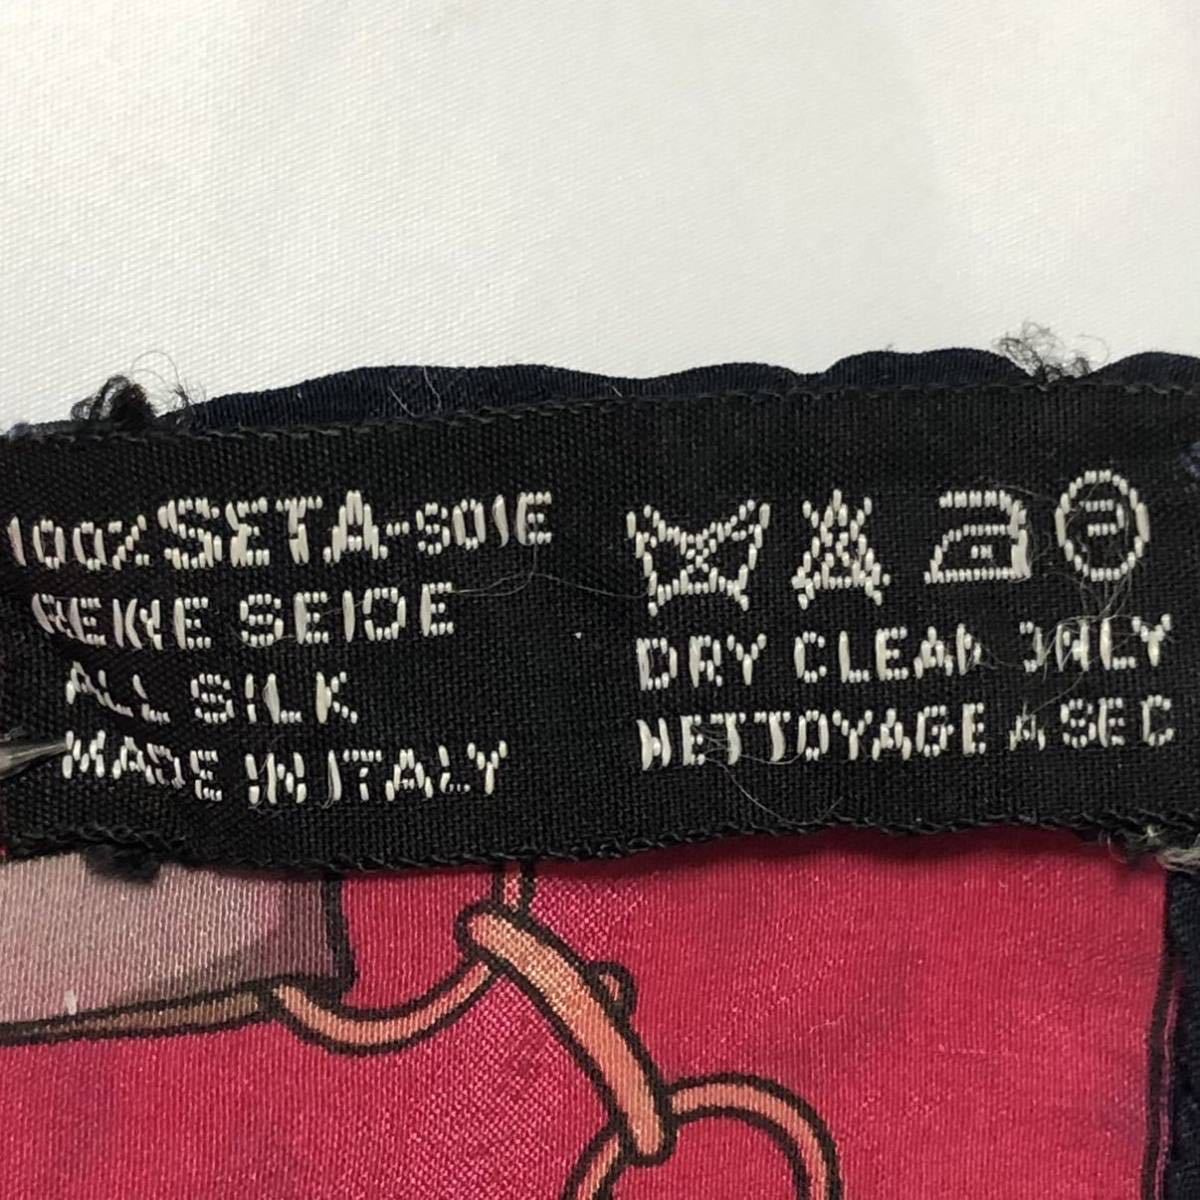 100% SETA-SOIE
REINE SEIDE
ALL SILK
MADE IN ITALY
P
DRY CLEAN ONLY
NETTOYAGE A SEC